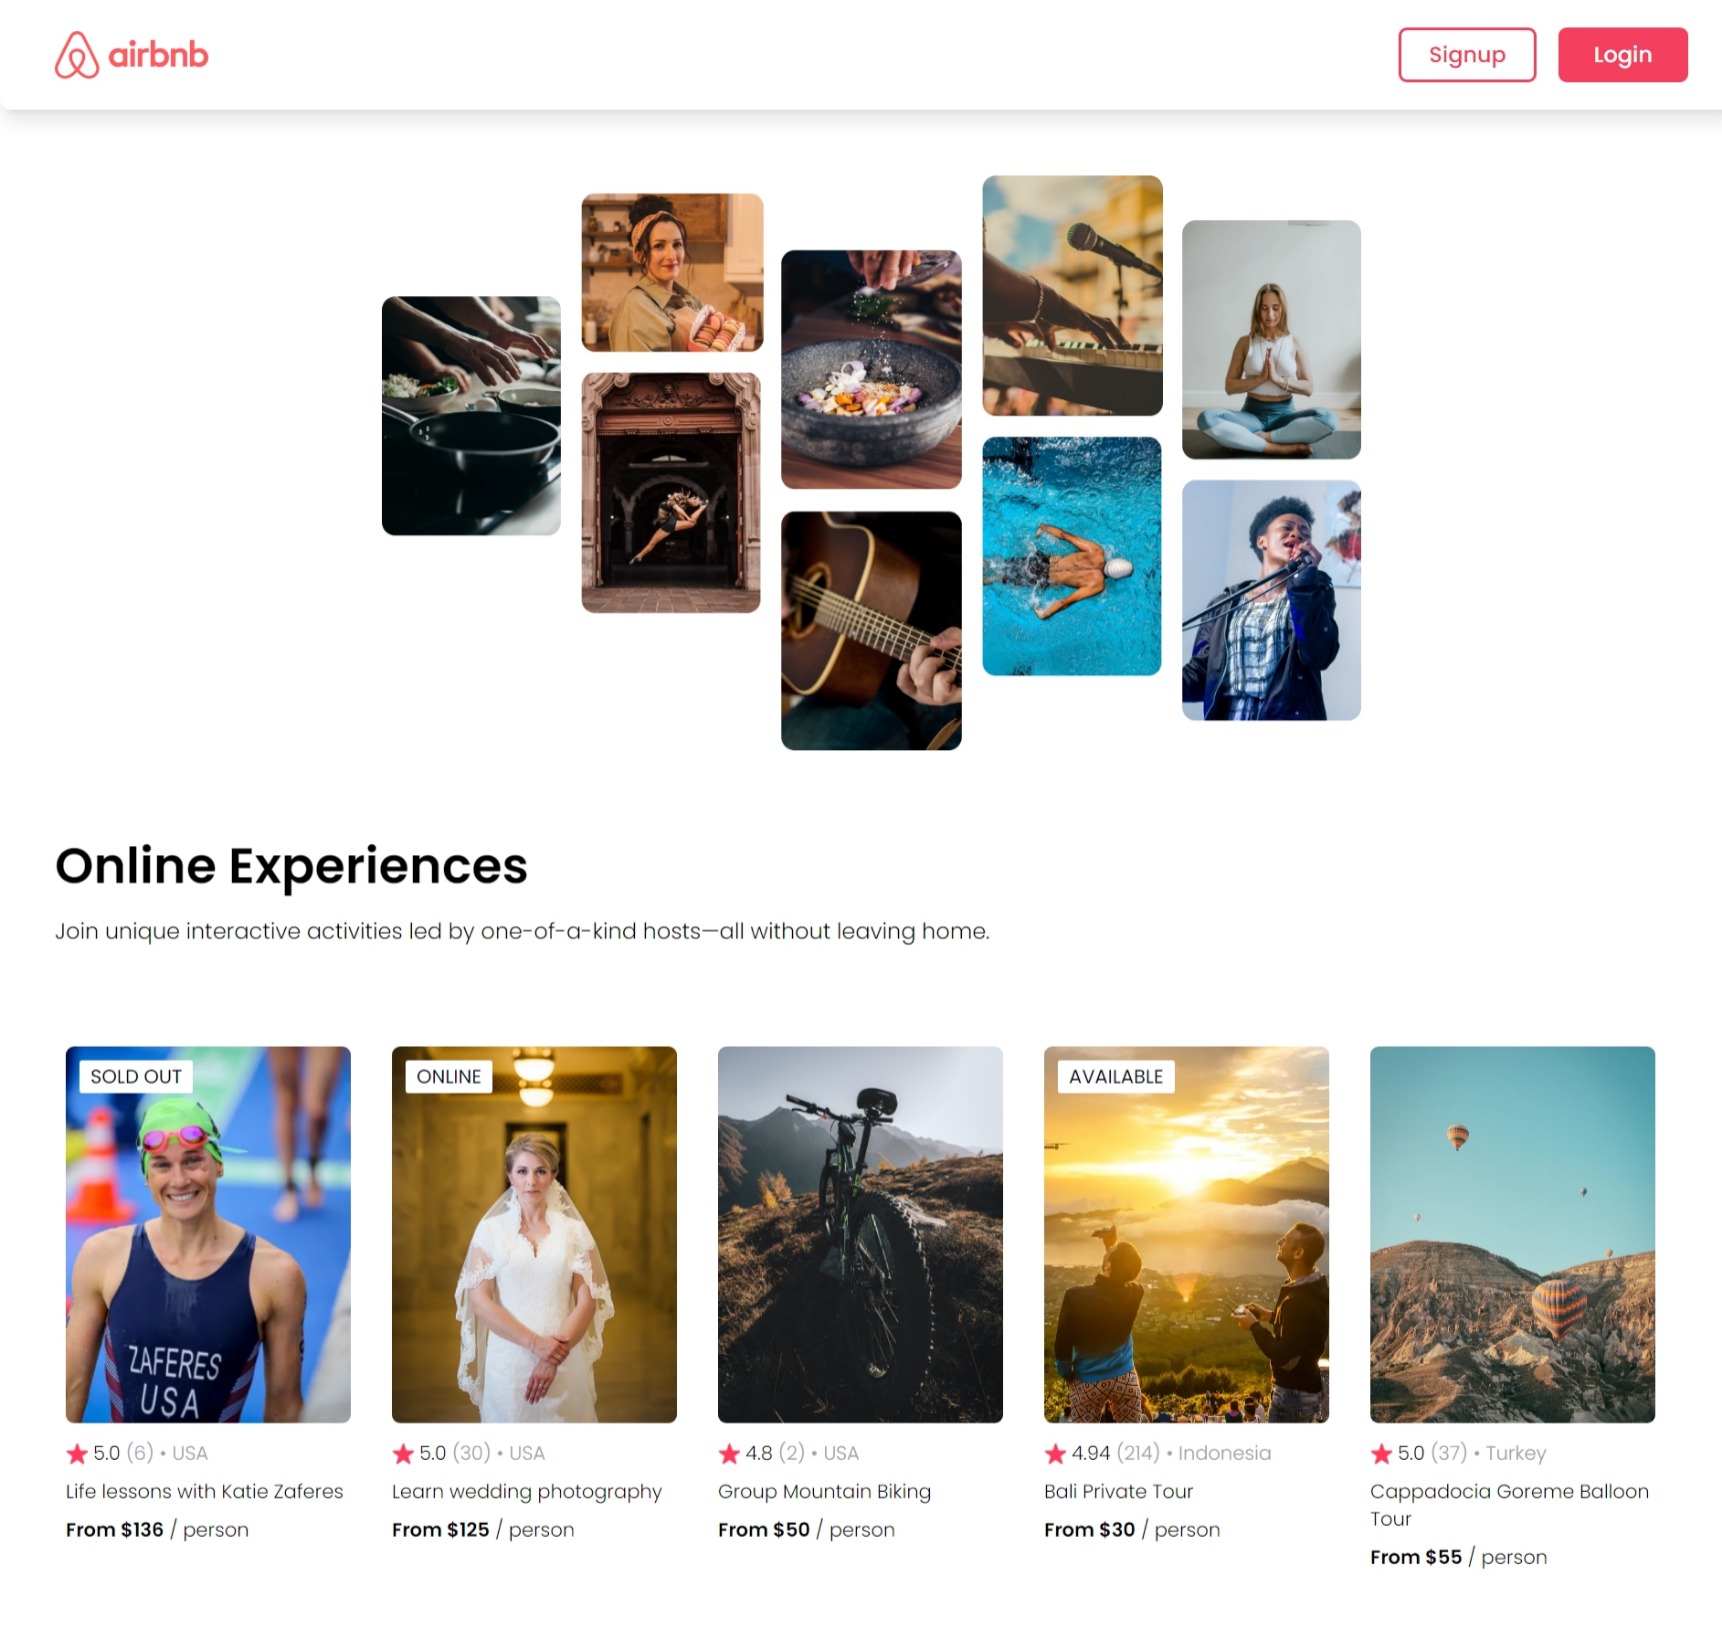 airbnb
Signup
Login
Online Experiences
Join unique interactive activities led by one-of-a-kind hosts—all without leaving home.
SOLD OUT
ZAFERES
USA
5.0 (6) • USA
Life lessons with Katie Zaferes
From $136 / person
ONLINE
5.0 (30) • USA
Learn wedding photography
From $125 / person
4.8 (2) • USA
Group Mountain Biking
From $50 / person
AVAILABLE
4.94 (214) • Indonesia
Bali Private Tour
From $30 / person
5.0 (37) • Turkey
Cappadocia Goreme Balloon
Tour
From $55 / person